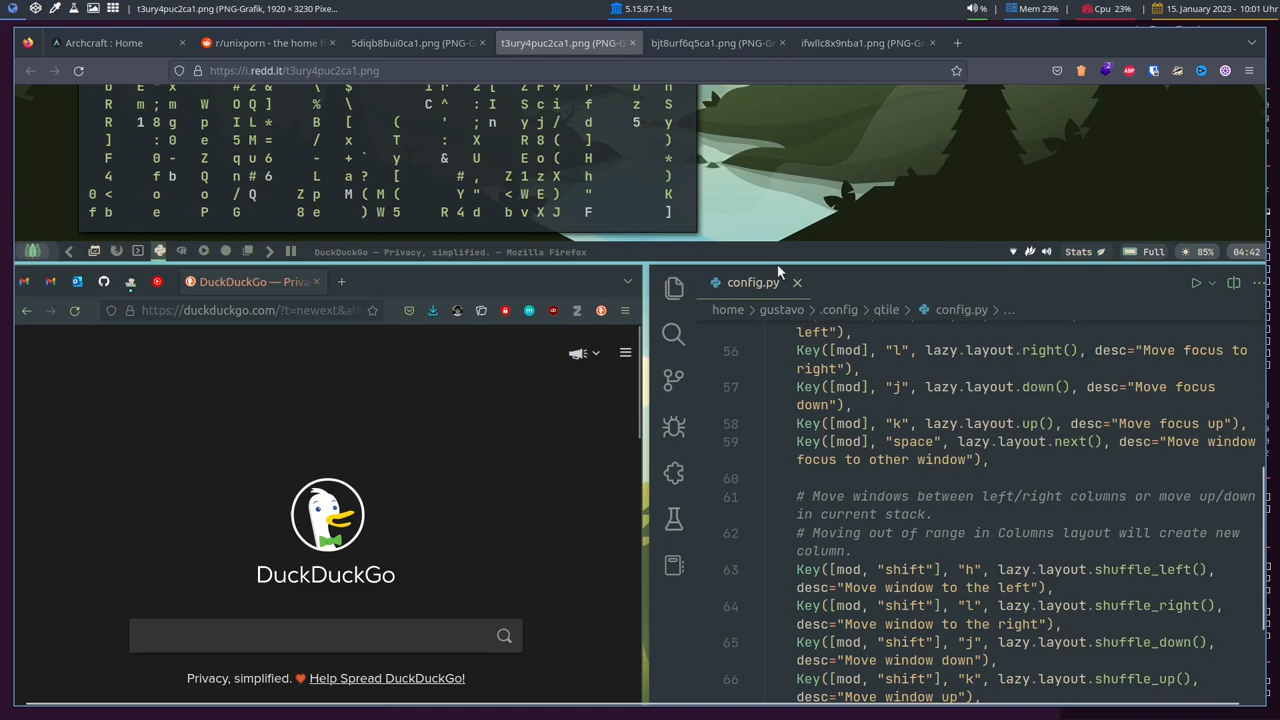 t3ury4puc2ca1.png (PNG-Grafik, 1920 × 3230 Pixe...
5.15.87-lts
%
Mem 23%
Cpu 23%
15. January 2023 - 10:01 Uhr
Archcraft : Home
r/unixporn - the home f
5diqb8bui0ca1.png (PNG-G
t3ury4puc2ca1.png (PNG-G
bjt8urf6q5ca1.png (PNG-G
ifwllc8x9nba1.png (PNG-Gr
https://i.redd.it/t3ury4puc2ca1.png
2
ABP
DuckDuckGo — Privacy, simplified. — Mozilla Firefox
Stats
Full
85%
04:42
DuckDuckGo — Priva
https://duckduckgo.com/?t=newext&at
DuckDuckGo
Privacy, simplified. Help Spread DuckDuckGo!
config.py
home > gustavo > .config > qtile > config.py > ...
left"),
56 Key([mod], "l", lazy.layout.right(), desc="Move focus to
right"),
57 Key([mod], "j", lazy.layout.down(), desc="Move focus
down"),
58 Key([mod], "k", lazy.layout.up(), desc="Move focus up"),
59 Key([mod], "space", lazy.layout.next(), desc="Move window
focus to other window"),
60
61 # Move windows between left/right columns or move up/down
in current stack.
62 # Moving out of range in Columns layout will create new
column.
63 Key([mod, "shift"], "h", lazy.layout.shuffle_left(),
desc="Move window to the left"),
64 Key([mod, "shift"], "l", lazy.layout.shuffle_right(),
desc="Move window to the right"),
65 Key([mod, "shift"], "j", lazy.layout.shuffle_down(),
desc="Move window down"),
66 Key([mod, "shift"], "k", lazy.layout.shuffle_up(),
desc="Move window up"),